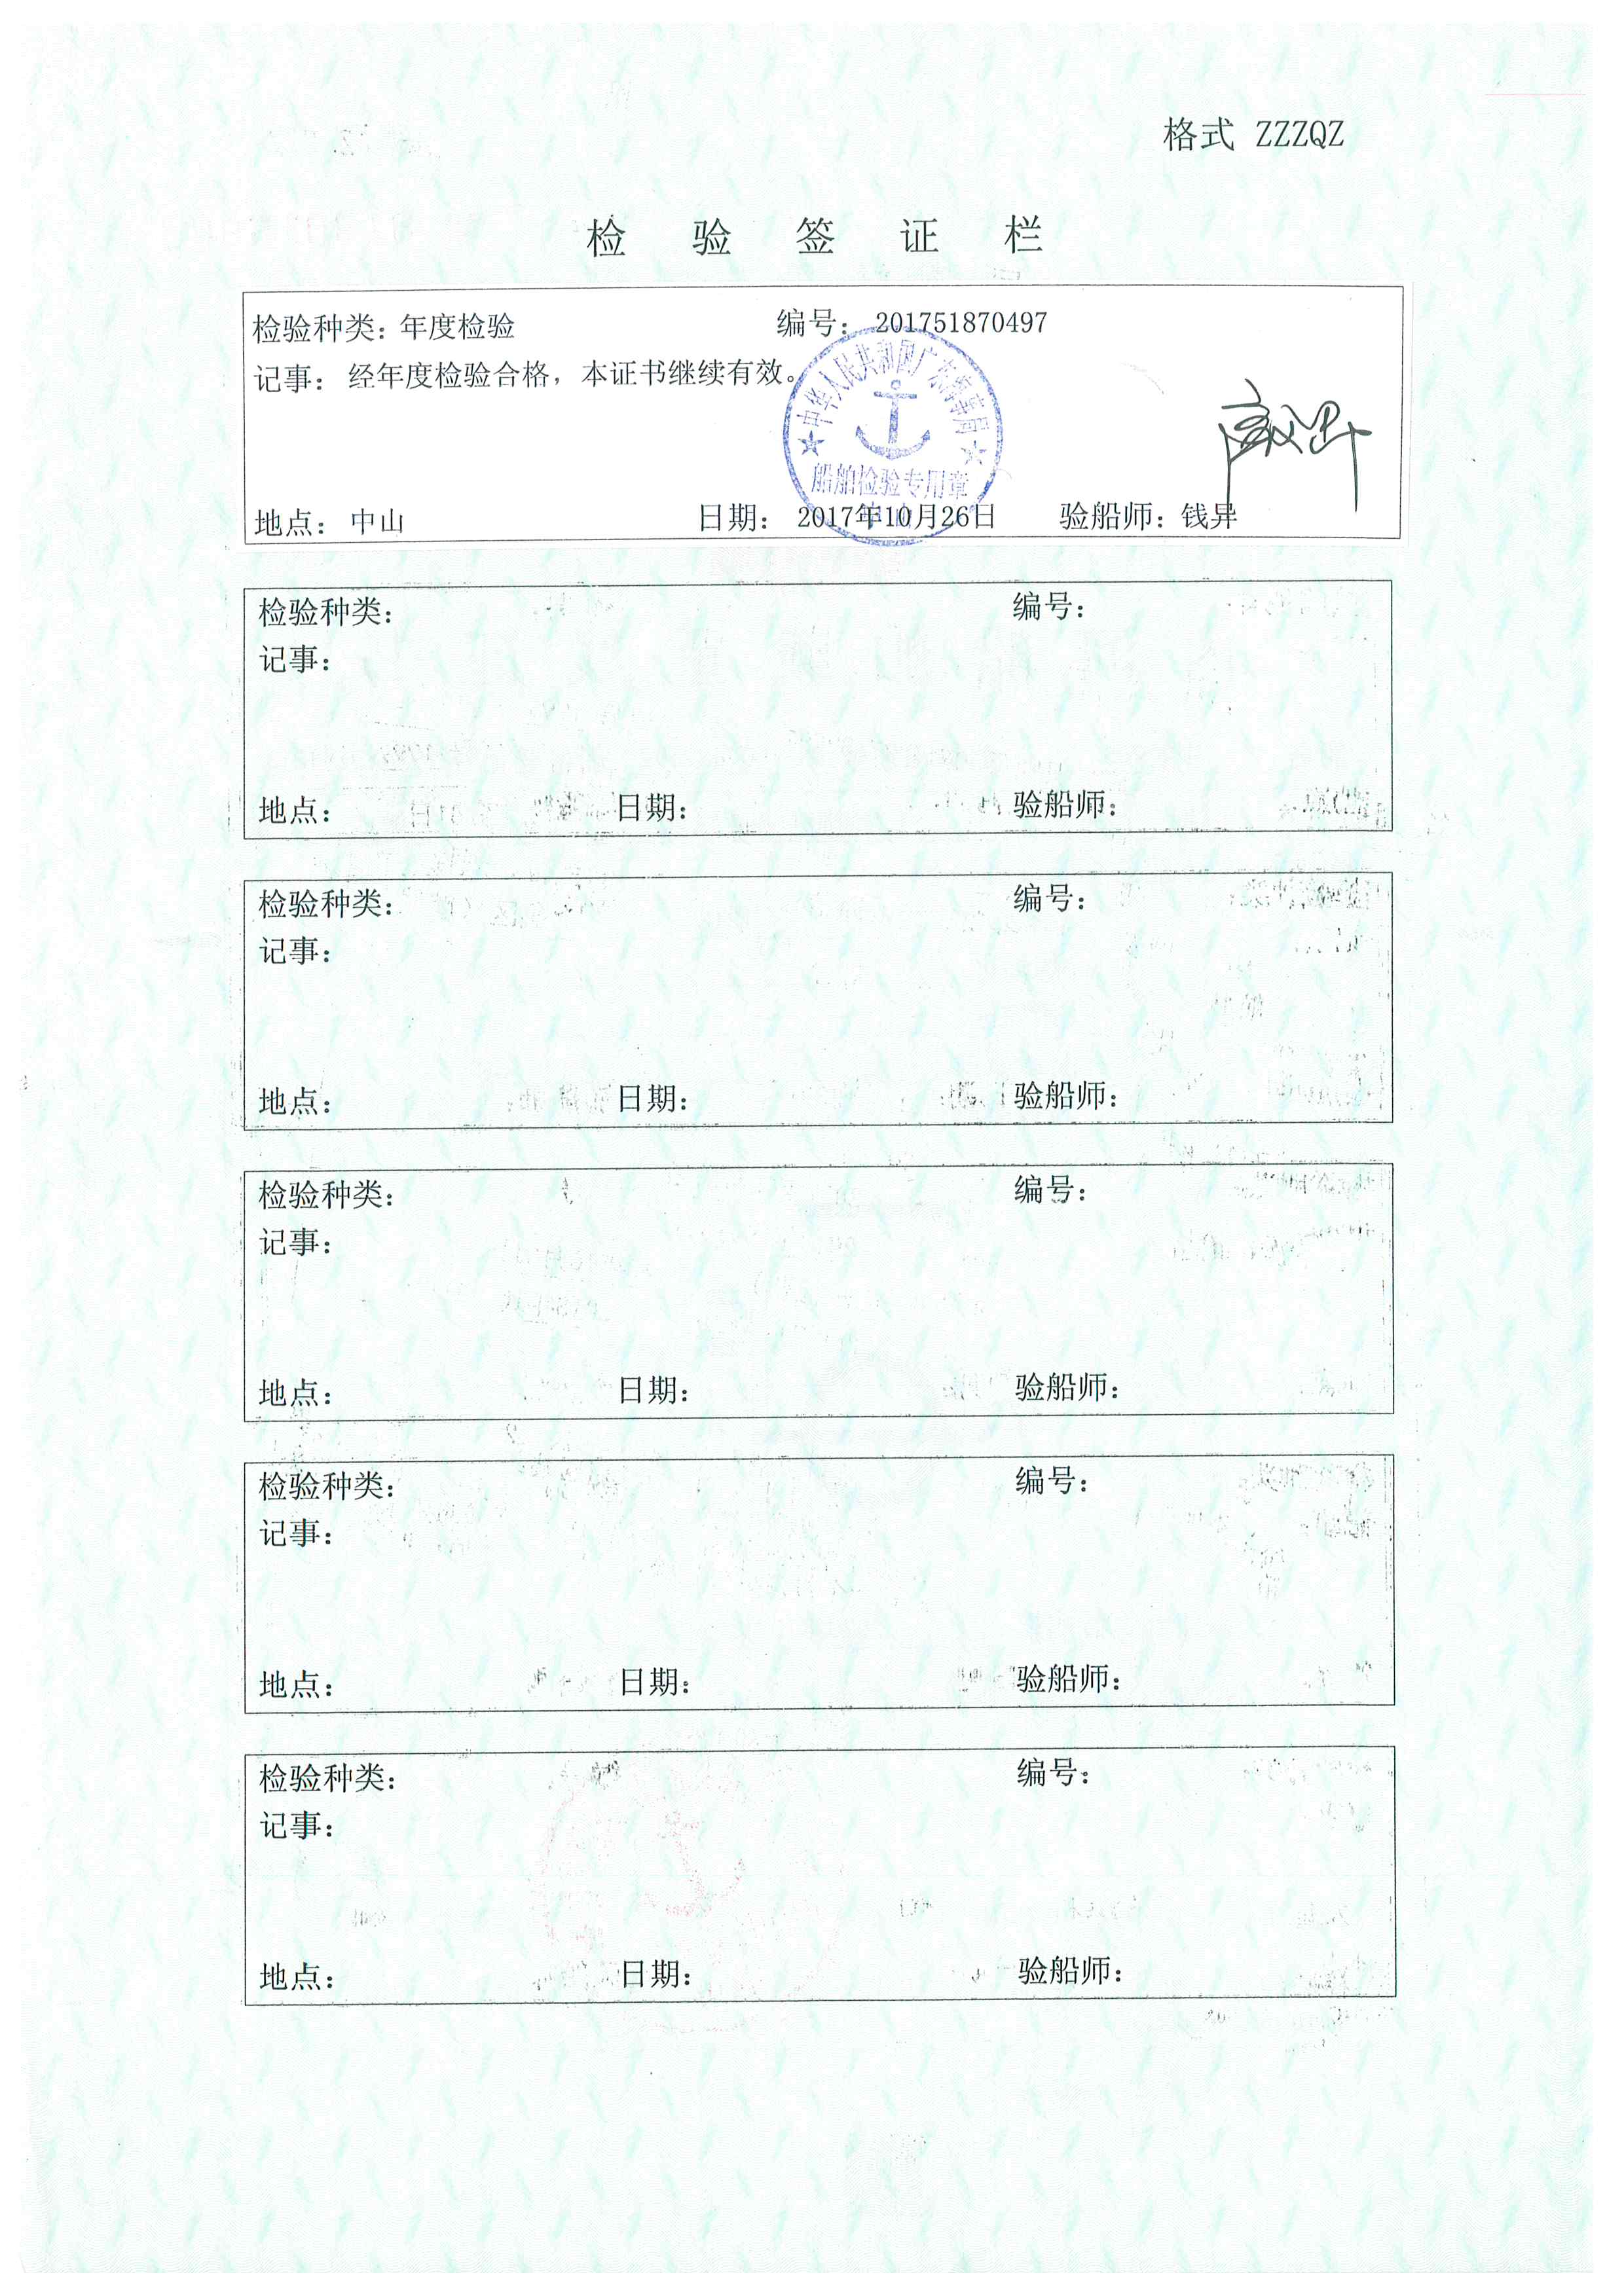 格式 ZZZQZ
检 验 签 证 栏
检验种类：年度检验 编号：201751870497
记事：经年度检验合格，本证书继续有效。
中华人民共和国广东海事局
船舶检验专用章
地点：中山 日期：2017年10月26日 验船师：钱异
检验种类： 编号：
记事：
地点： 日期： 验船师：
检验种类： 编号：
记事：
地点： 日期： 验船师：
检验种类： 编号：
记事：
地点： 日期： 验船师：
检验种类： 编号：
记事：
地点： 日期： 验船师：
检验种类： 编号：
记事：
地点： 日期： 验船师：